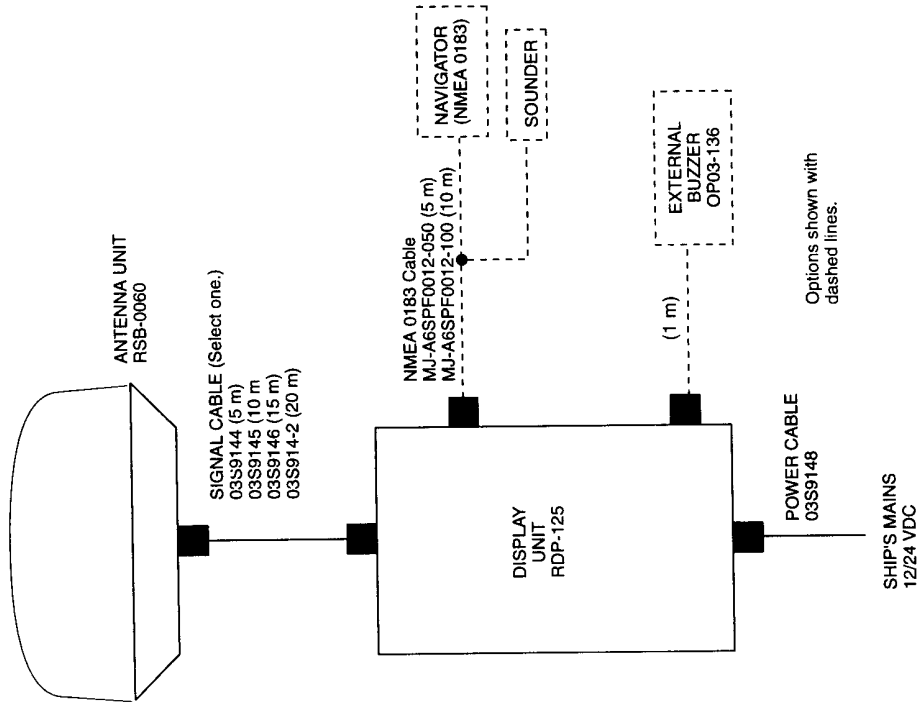 ANTENNA UNIT
RSB-0060
SIGNAL CABLE (Select one.)
03S9144 (5 m)
03S9145 (10 m
03S9146 (15 m)
03S914-2 (20 m)
NMEA 0183 Cable
MJ-A6SPF0012-050 (5 m)
MJ-A6SPF0012-100 (10 m)
NAVIGATOR
(NMEA 0183)
SOUNDER
DISPLAY
UNIT
RDP-125
(1 m)
EXTERNAL
BUZZER
OP03-136
POWER CABLE
03S9148
SHIP'S MAINS
12/24 VDC
Options shown with
dashed lines.